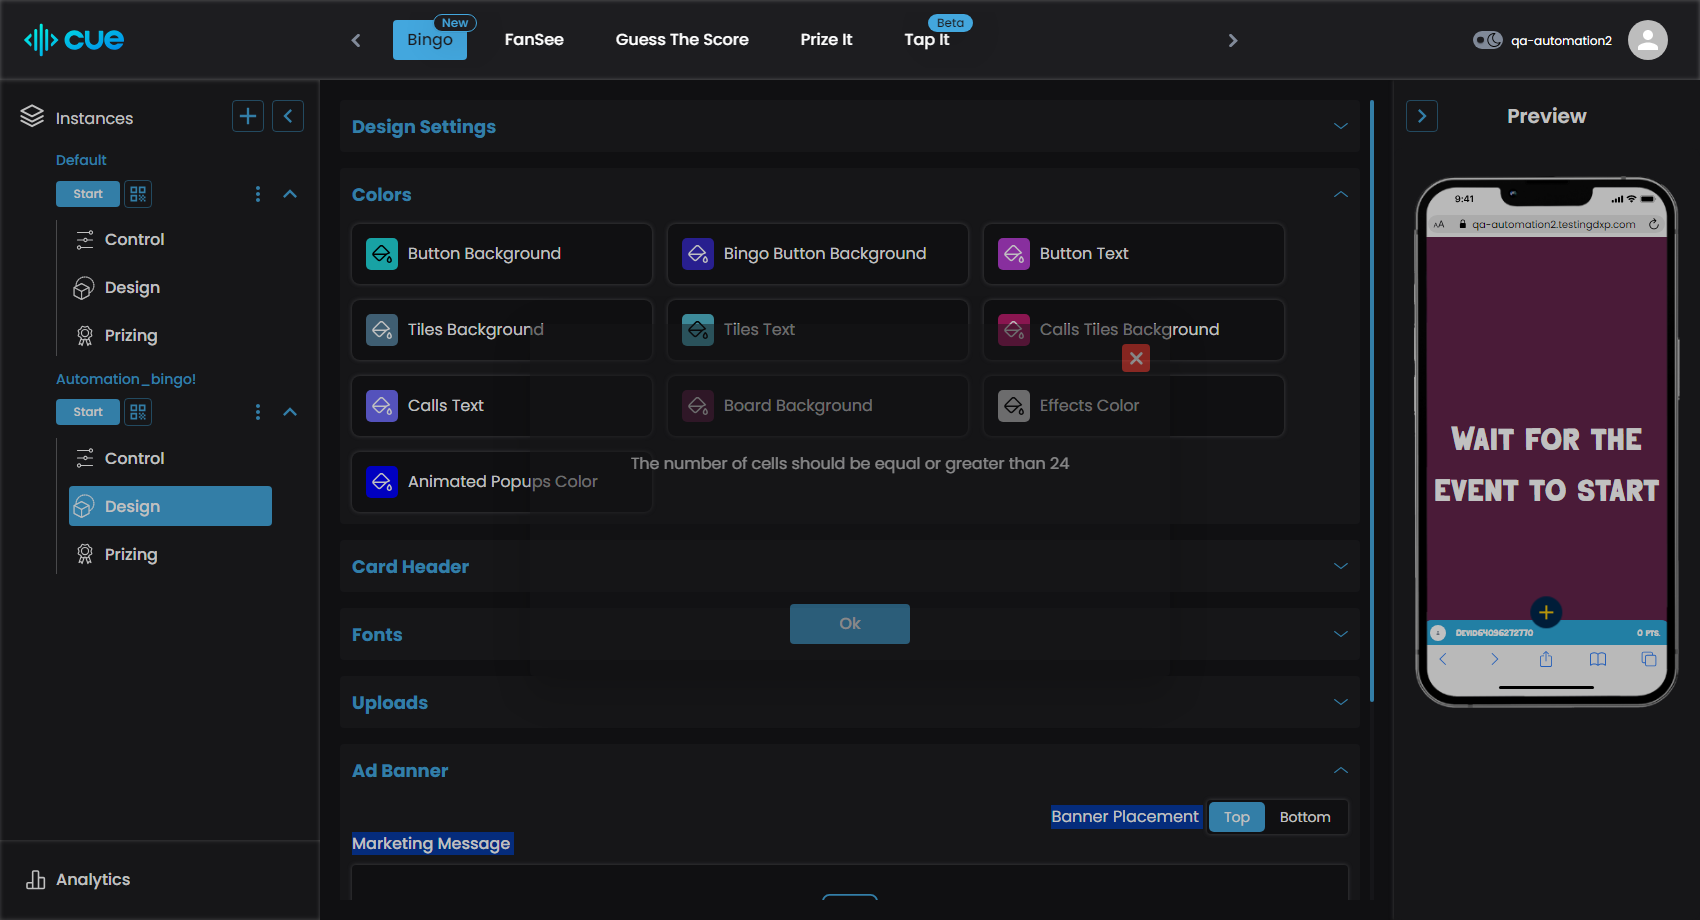 cue
Bingo
New
FanSee
Guess The Score
Prize It
Tap It
Beta
qa-automation2
Instances
Default
Start
Control
Design
Prizing
Automation_bingo!
Start
Control
Design
Prizing
Analytics
Design Settings
Colors
Button Background
Bingo Button Background
Button Text
Tiles Background
Tiles Text
Calls Tiles Background
Calls Text
Board Background
Effects Color
Animated Popups Color
The number of cells should be equal or greater than 24
Ok
Card Header
Fonts
Uploads
Ad Banner
Banner Placement
Top
Bottom
Marketing Message
Preview
9:41
AA
qa-automation2.testingdxp.com
WAIT FOR THE
EVENT TO START
DEVID64096272770
0 PTS.